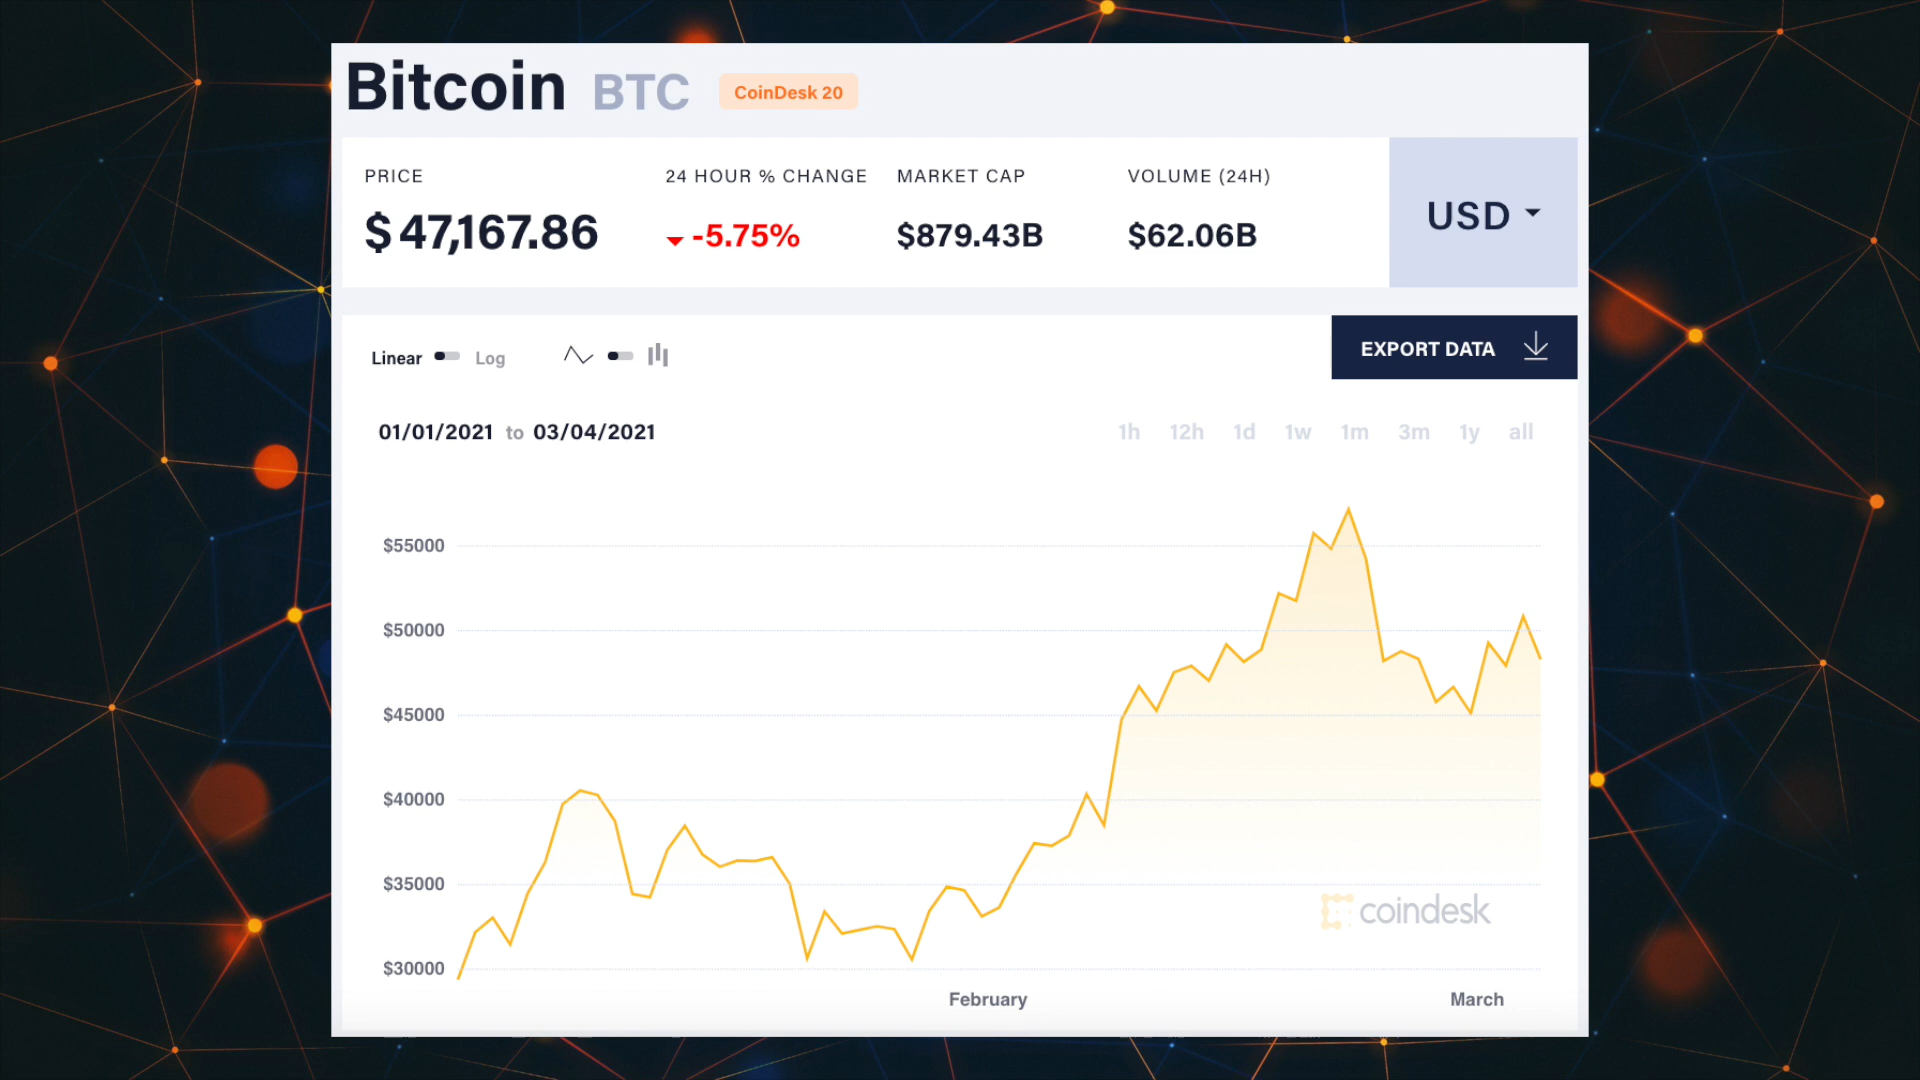 Bitcoin BTC CoinDesk 20
PRICE 24 HOUR % CHANGE MARKET CAP VOLUME (24H)
$ 47,167.86 -5.75% $879.43B $62.06B USD
Linear Log EXPORT DATA
01/01/2021 to 03/04/2021 1h 12h 1d 1w 1m 3m 1y all
$55000
$50000
$45000
$40000
$35000
coindesk
$30000
February March